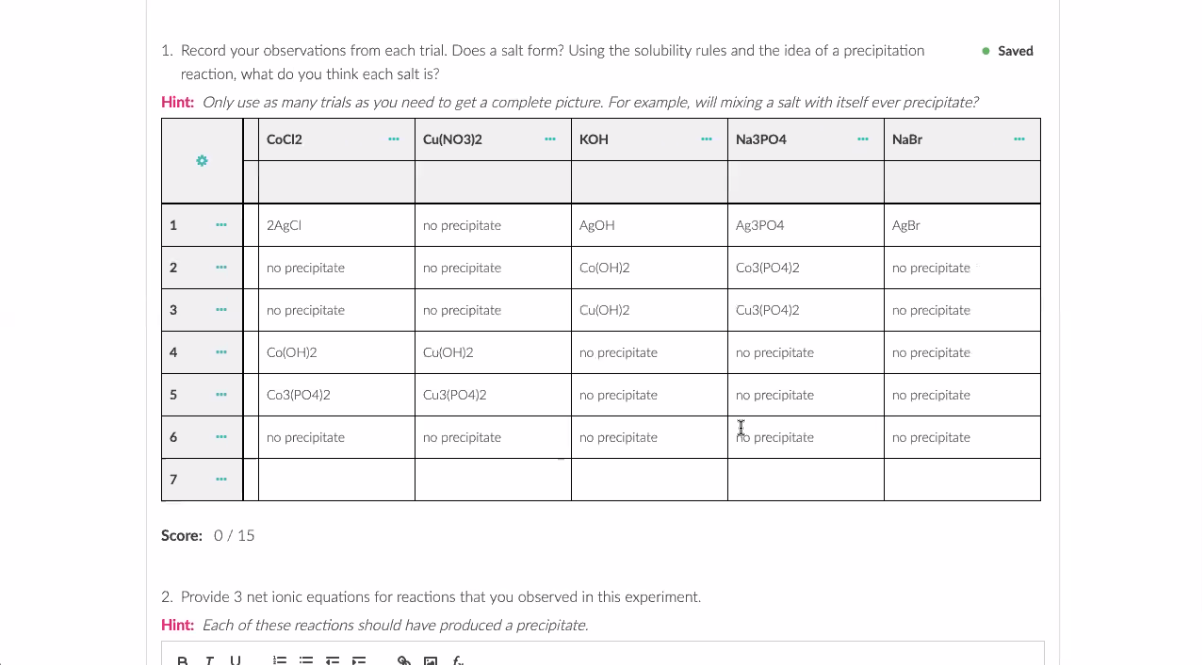 1. Record your observations from each trial. Does a salt form? Using the solubility rules and the idea of a precipitation
Saved
reaction, what do you think each salt is?
Hint: Only use as many trials as you need to get a complete picture. For example, will mixing a salt with itself ever precipitate?
CoCl2 Cu(NO3)2 KOH Na3PO4 NaBr
1 2AgCl no precipitate AgOH Ag3PO4 AgBr
2 no precipitate no precipitate Co(OH)2 Co3(PO4)2 no precipitate
3 no precipitate no precipitate Cu(OH)2 Cu3(PO4)2 no precipitate
4 Co(OH)2 Cu(OH)2 no precipitate no precipitate no precipitate
5 Co3(PO4)2 Cu3(PO4)2 no precipitate no precipitate no precipitate
6 no precipitate no precipitate no precipitate no precipitate no precipitate
7
Score: 0 / 15
2. Provide 3 net ionic equations for reactions that you observed in this experiment.
Hint: Each of these reactions should have produced a precipitate.
B I U